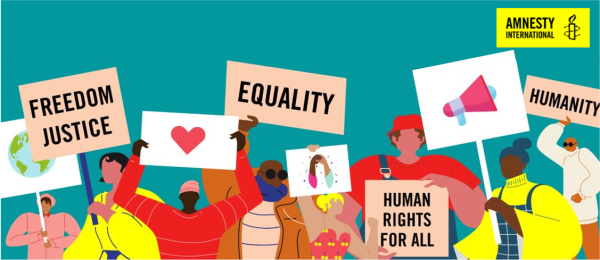 AMNESTY
INTERNATIONAL
FREEDOM
JUSTICE
EQUALITY
HUMANITY
HUMAN
RIGHTS
FOR ALL